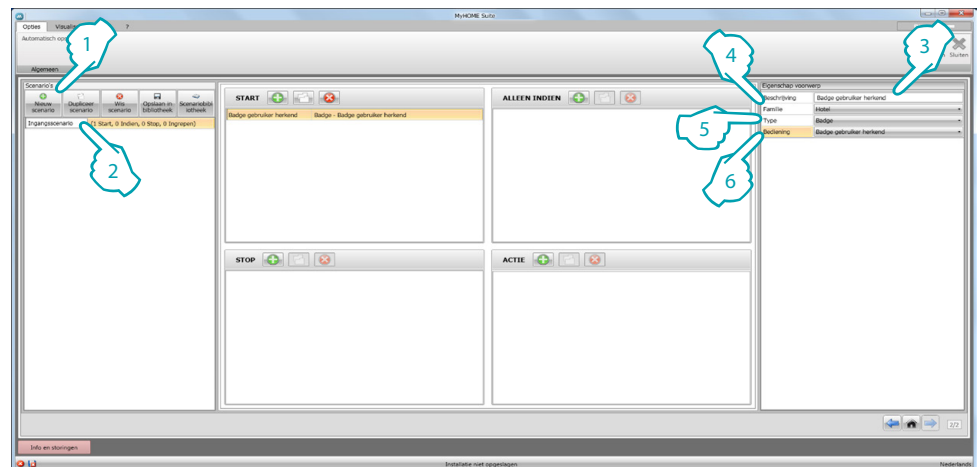 MyHOME Suite
Opties
?
Automatisch
Sluiten
Algemeen
1
4
3
Scenario's
Nieuw scenario
Dupliceer scenario
Wis scenario
Opslaan in bibliotheek
Scenariobibliotheek
Ingangsscenario (1 Start, 0 Indien, 0 Stop, 0 Ingrepen)
2
START
Badge gebruiker herkend Badge - Badge gebruiker herkend
ALLEEN INDIEN
STOP
ACTIE
Eigenschap voorwerp
Beschrijving Badge gebruiker herkend
Familie Hotel
Type Badge
Bediening Badge gebruiker herkend
5
6
2/2
Info en storingen
Installatie niet opgeslagen
Nederlands